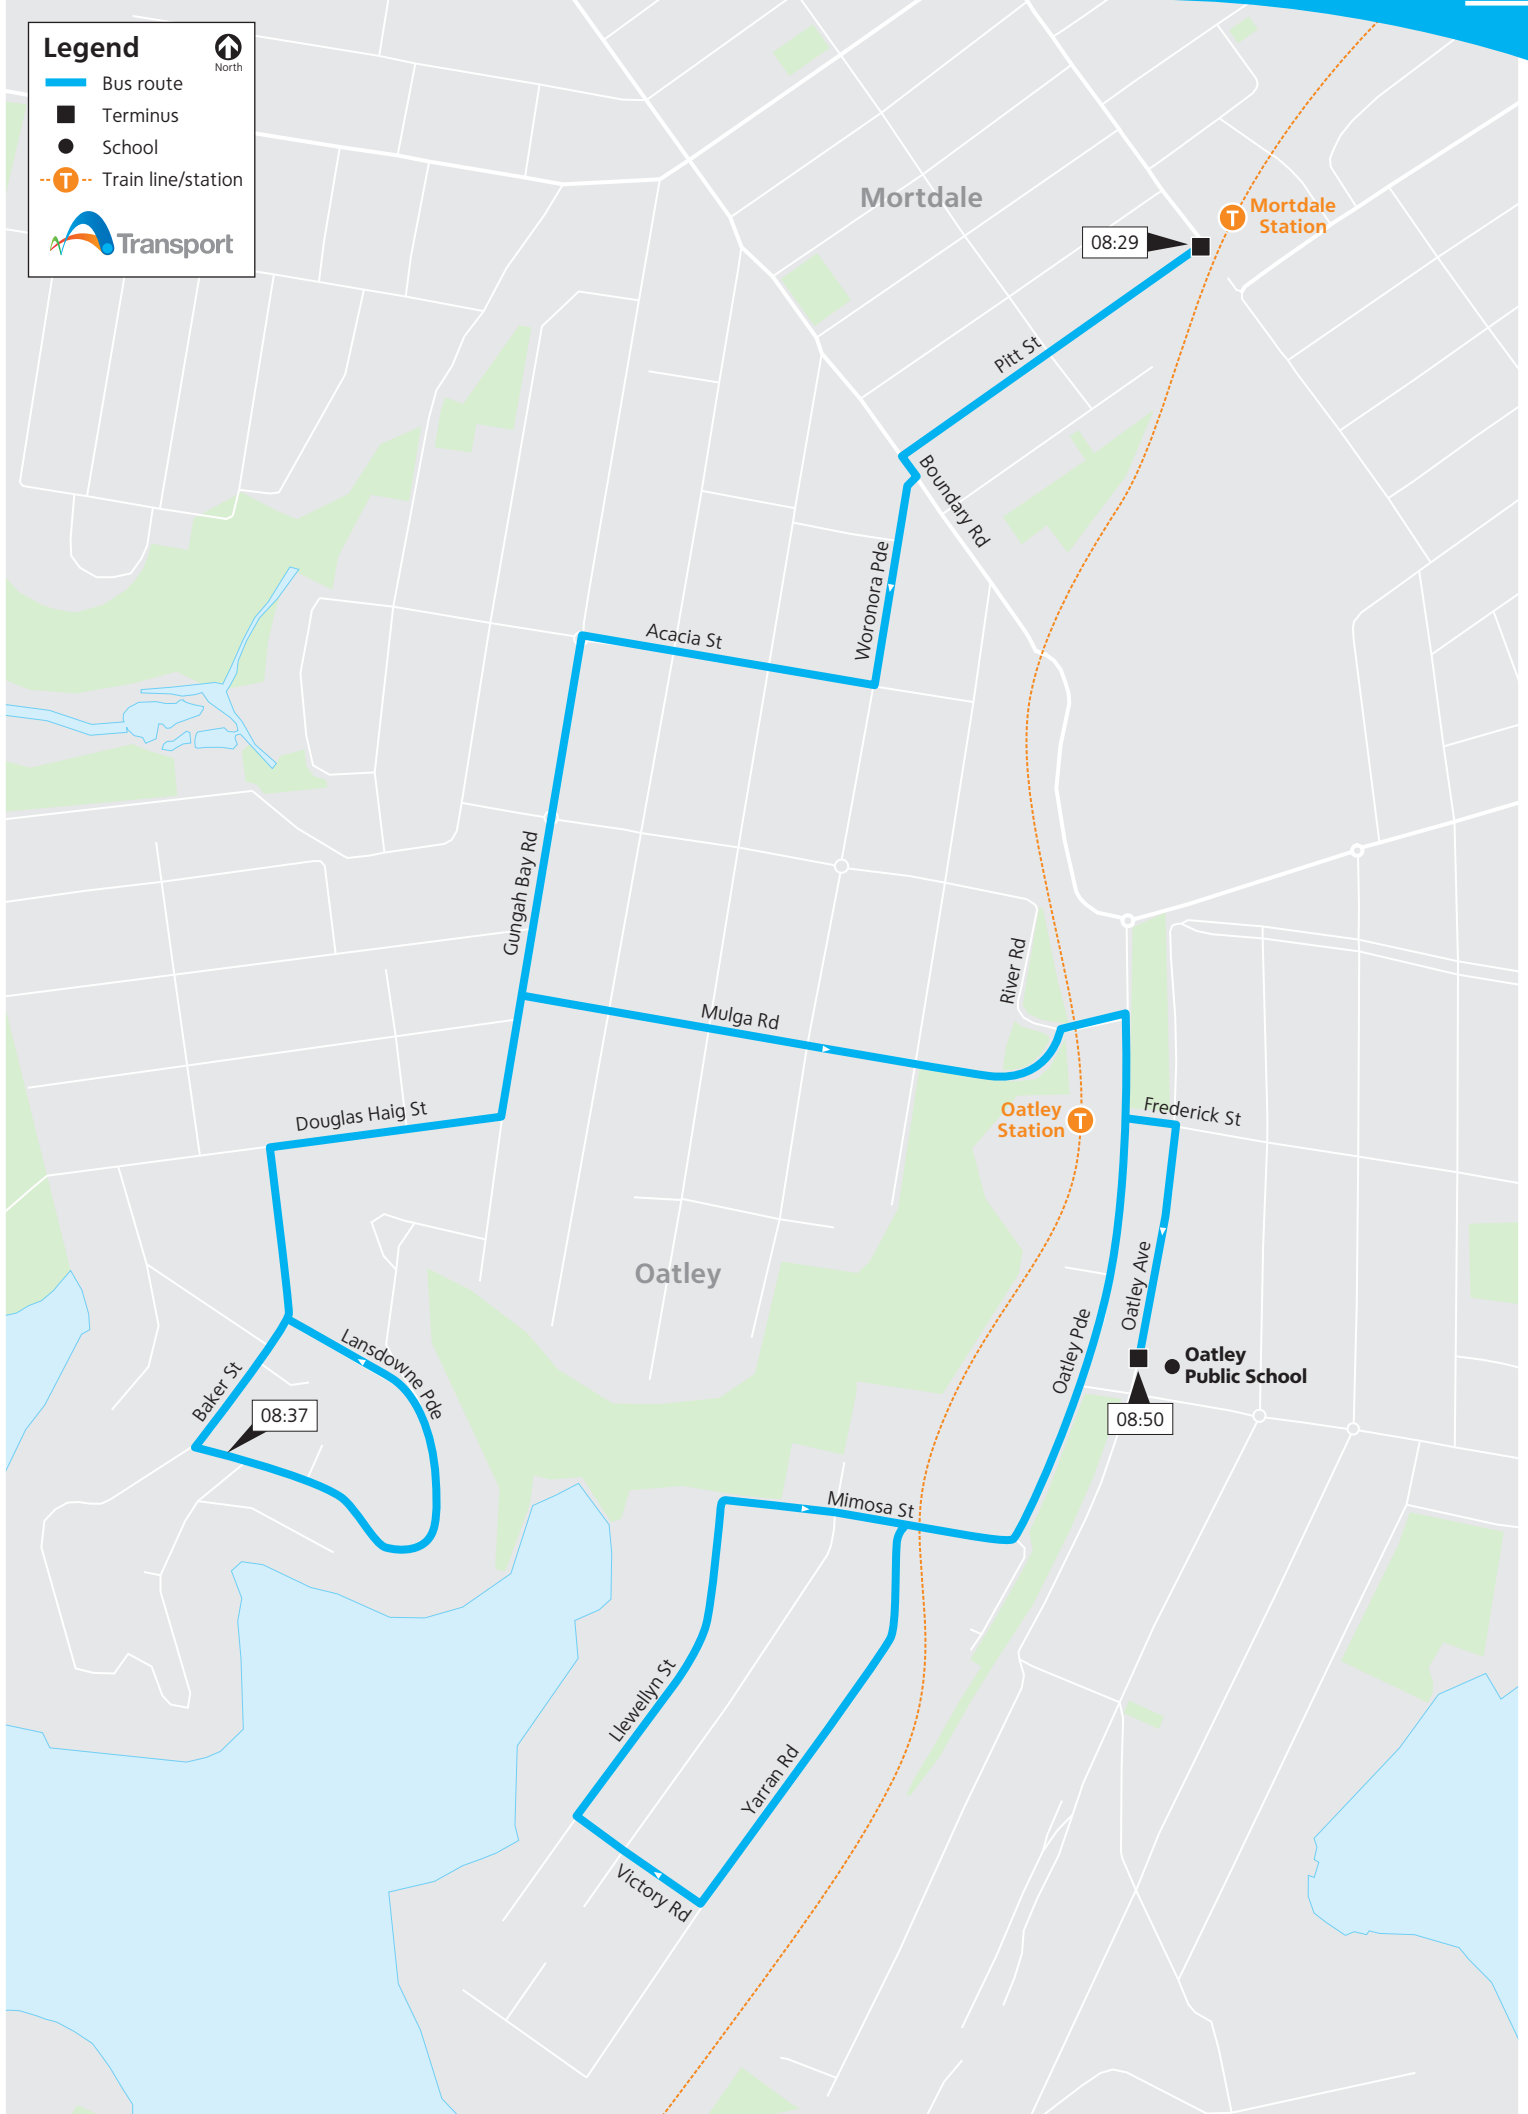 Legend
North
Bus route
Terminus
School
T
Train line/station
Transport
Mortdale
T
Mortdale
Station
08:29
Pitt St
Boundary Rd
Woronora Pde
Acacia St
Gungah Bay Rd
River Rd
Mulga Rd
Douglas Haig St
Oatley
Station
T
Frederick St
Oatley Ave
Oatley
Oatley Pde
Lansdowne Pde
Baker St
08:37
Oatley
Public School
08:50
Mimosa St
Llewellyn St
Yarran Rd
Victory Rd